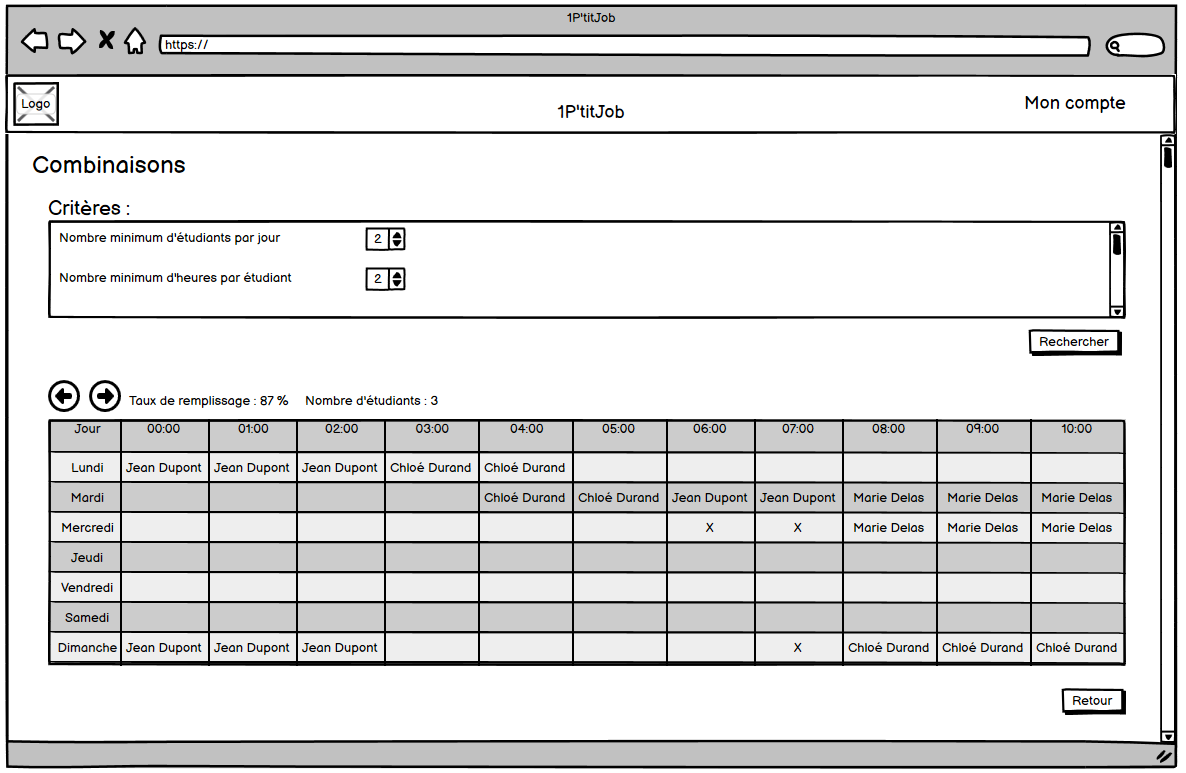 1P'titJob
https://
Logo
1P'titJob
Mon compte
Combinaisons
Critères :
Nombre minimum d'étudiants par jour 2
Nombre minimum d'heures par étudiant 2
Rechercher
Taux de remplissage : 87 % Nombre d'étudiants : 3
Jour 00:00 01:00 02:00 03:00 04:00 05:00 06:00 07:00 08:00 09:00 10:00
Lundi Jean Dupont Jean Dupont Jean Dupont Chloé Durand Chloé Durand
Mardi Chloé Durand Chloé Durand Jean Dupont Jean Dupont Marie Delas Marie Delas Marie Delas
Mercredi X X Marie Delas Marie Delas Marie Delas
Jeudi
Vendredi
Samedi
Dimanche Jean Dupont Jean Dupont Jean Dupont X Chloé Durand Chloé Durand Chloé Durand
Retour